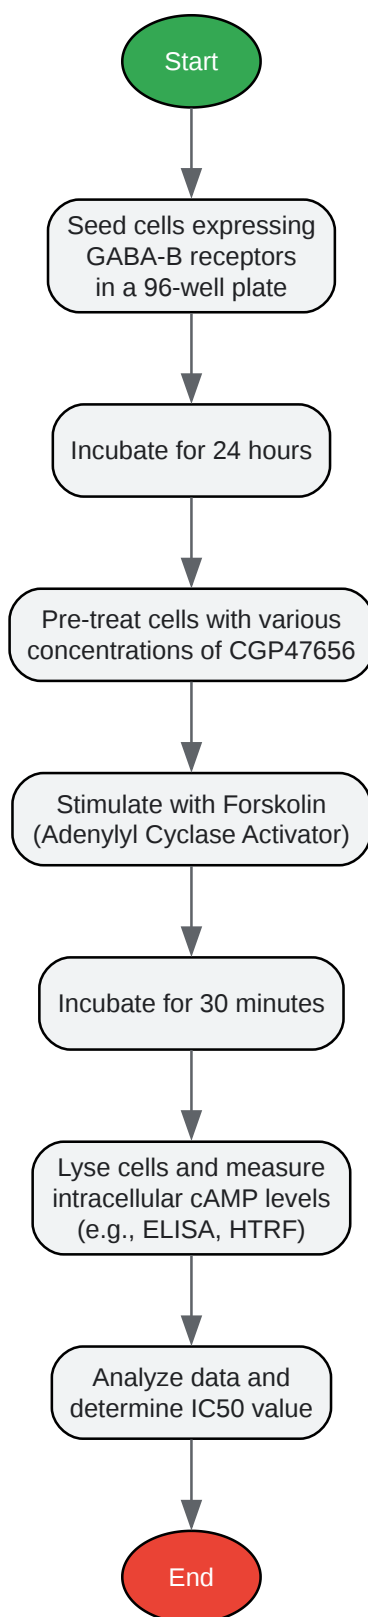 Start
Seed cells expressing
GABA-B receptors
in a 96-well plate
Incubate for 24 hours
Pre-treat cells with various
concentrations of CGP47656
Stimulate with Forskolin
(Adenylyl Cyclase Activator)
Incubate for 30 minutes
Lyse cells and measure
intracellular cAMP levels
(e.g., ELISA, HTRF)
Analyze data and
determine IC50 value
End